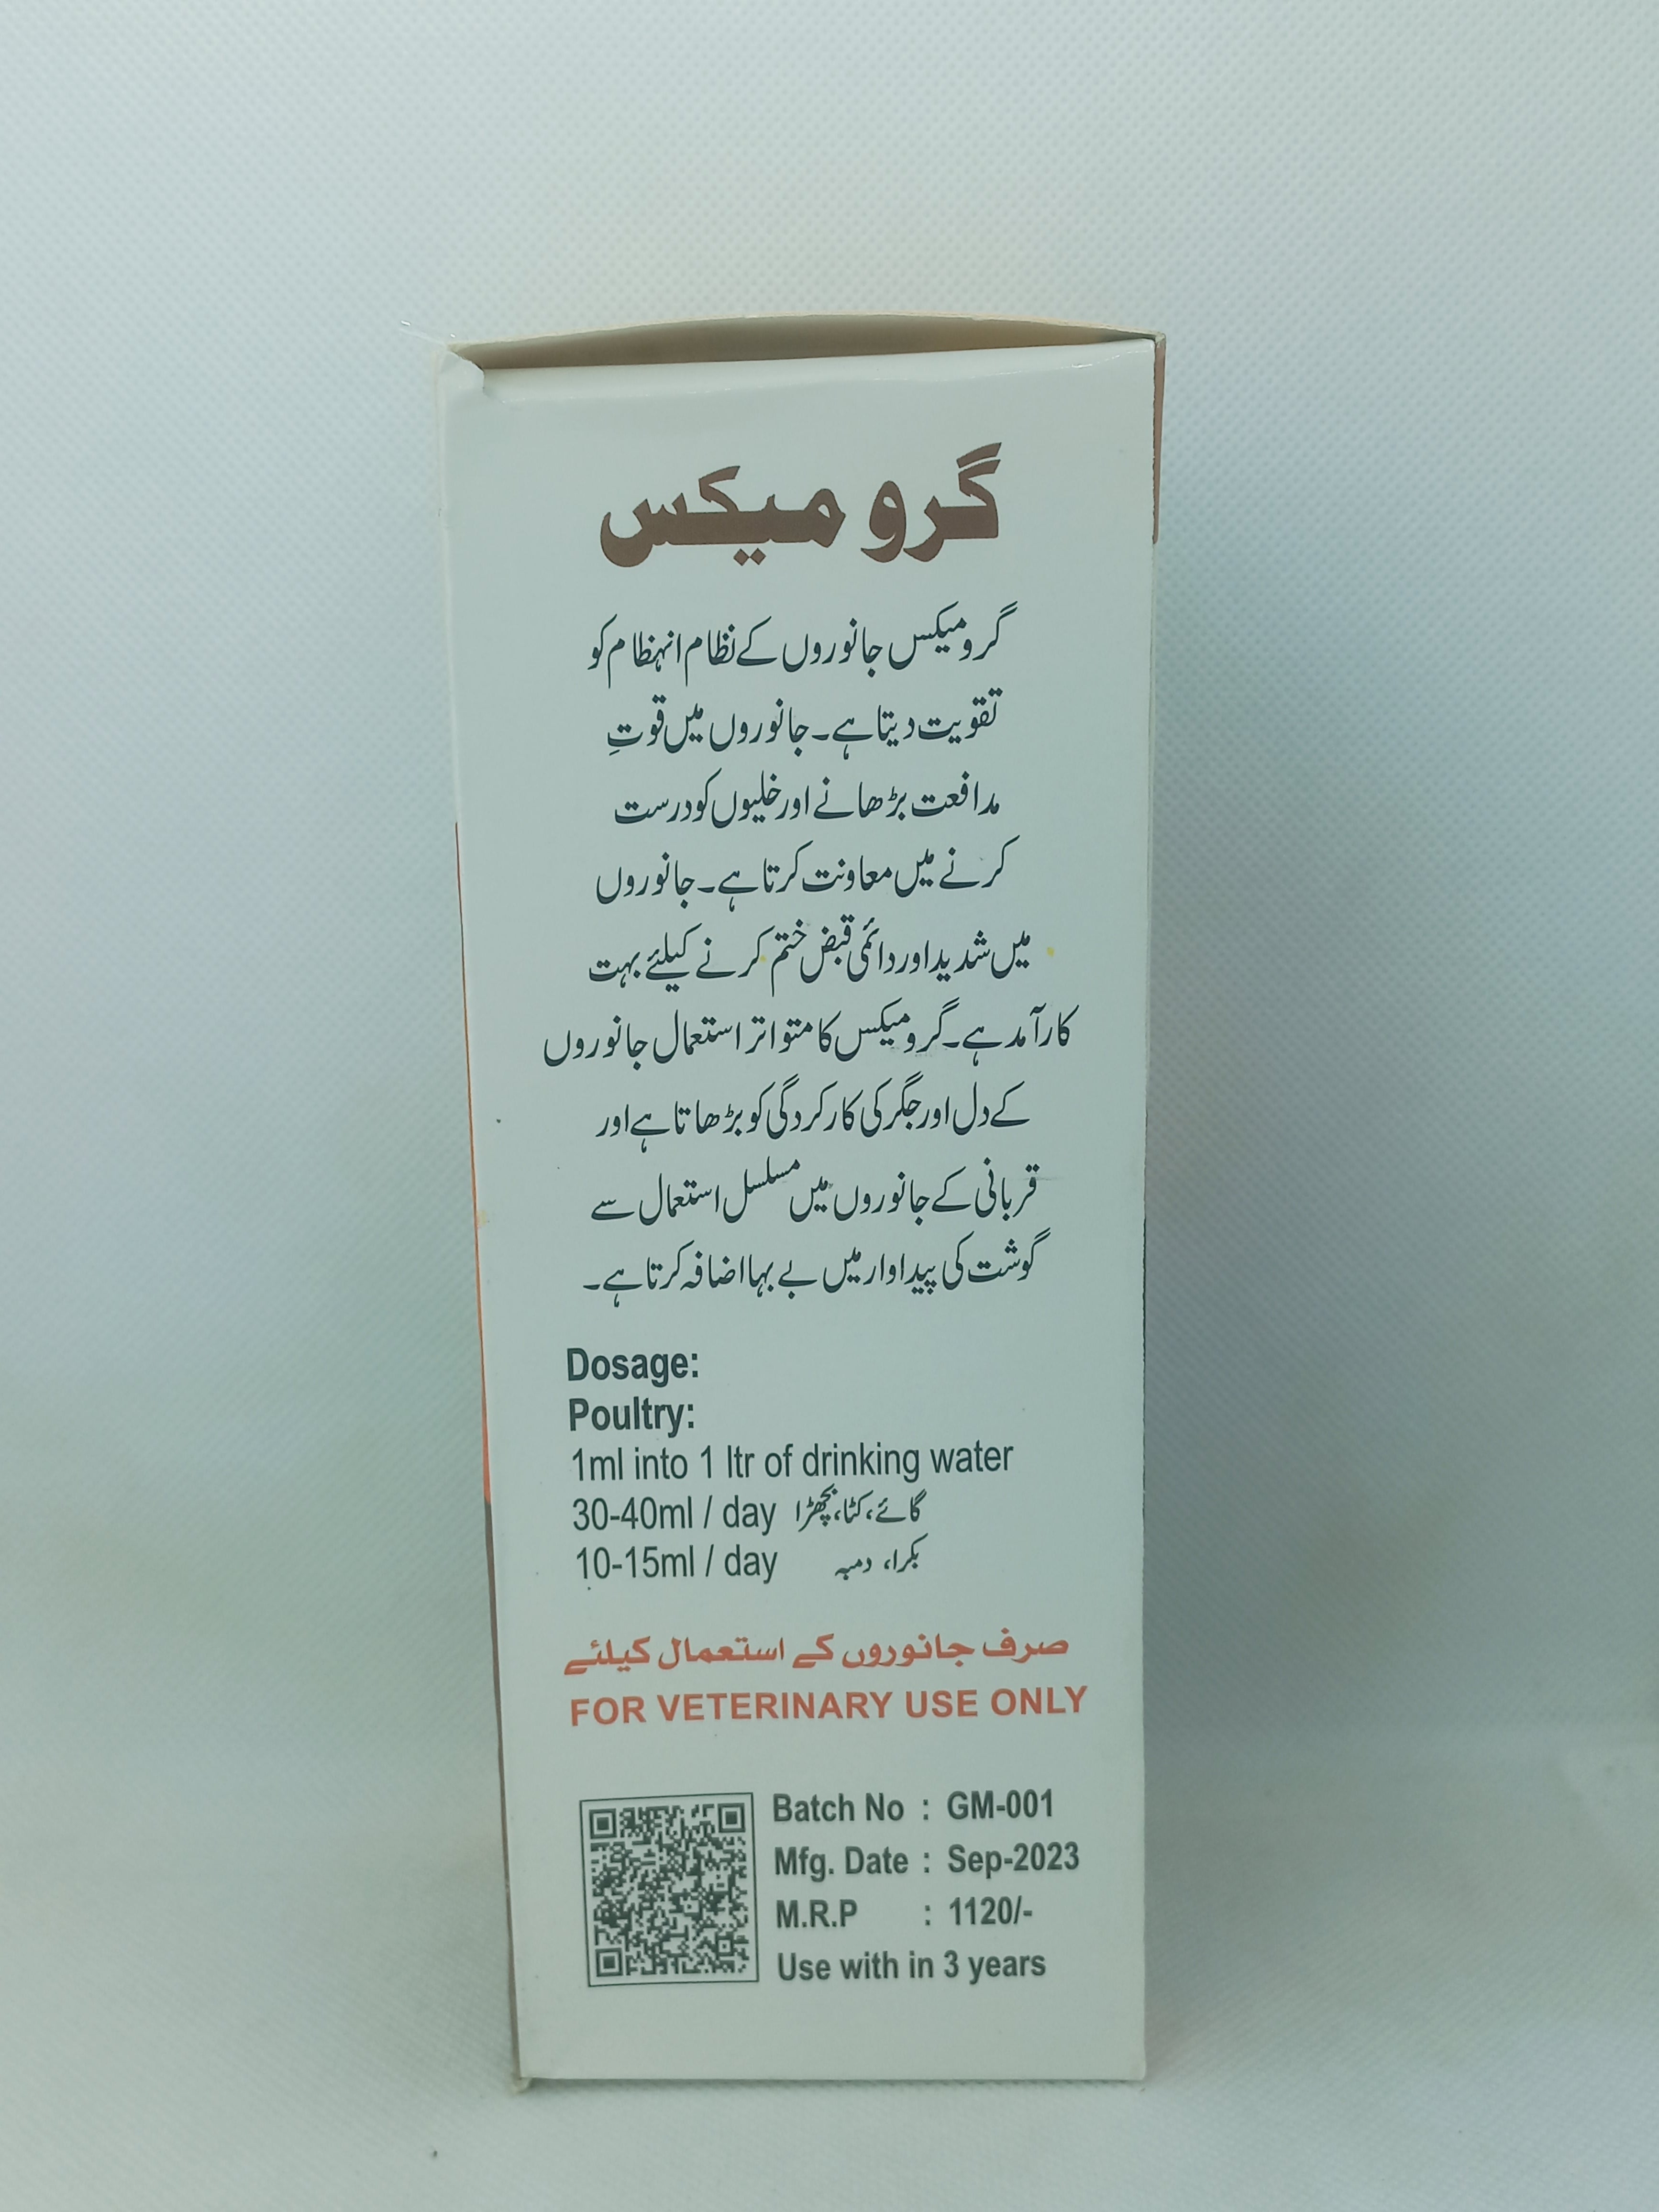 گرو میکس
گرومیکس جانوروں کے نظام انہظام کو
تقویت دیتا ہے۔ جانوروں میں قوتِ
مدافعت بڑھانے اور خلیوں کو درست
کرنے میں معاونت کرتا ہے۔ جانوروں
میں شدید اور دائمی قبض ختم کرنے کیلئے بہت
کارآمد ہے۔ گرومیکس کا متواتر استعمال جانوروں
کے دل اور جگر کی کارکردگی کو بڑھاتا ہے اور
قربانی کے جانوروں میں مسلسل استعمال سے
گوشت کی پیداوار میں بے بہا اضافہ کرتا ہے۔
Dosage:
Poultry:
1ml into 1 ltr of drinking water
30-40ml / day گائے، کٹا، بچھڑا
10-15ml / day بکرا، دمبہ
صرف جانوروں کے استعمال کیلئے
FOR VETERINARY USE ONLY
Batch No : GM-001
Mfg. Date : Sep-2023
M.R.P : 1120/-
Use with in 3 years